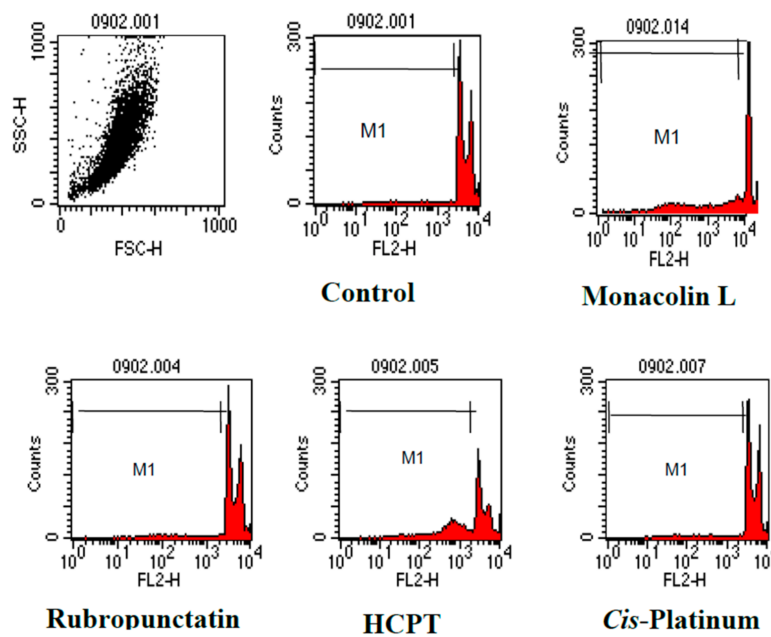 0902.001
1000
SSC-H
0
0 1000
FSC-H
0902.001
300
Counts
M1
0
10^0 10^1 10^2 10^3 10^4
FL2-H
Control
0902.014
300
Counts
M1
0
10^0 10^1 10^2 10^3 10^4
FL2-H
Monacolin L
0902.004
300
Counts
M1
0
10^0 10^1 10^2 10^3 10^4
FL2-H
Rubropunctatin
0902.005
300
Counts
M1
0
10^0 10^1 10^2 10^3 10^4
FL2-H
HCPT
0902.007
300
Counts
M1
0
10^0 10^1 10^2 10^3 10^4
FL2-H
Cis-Platinum